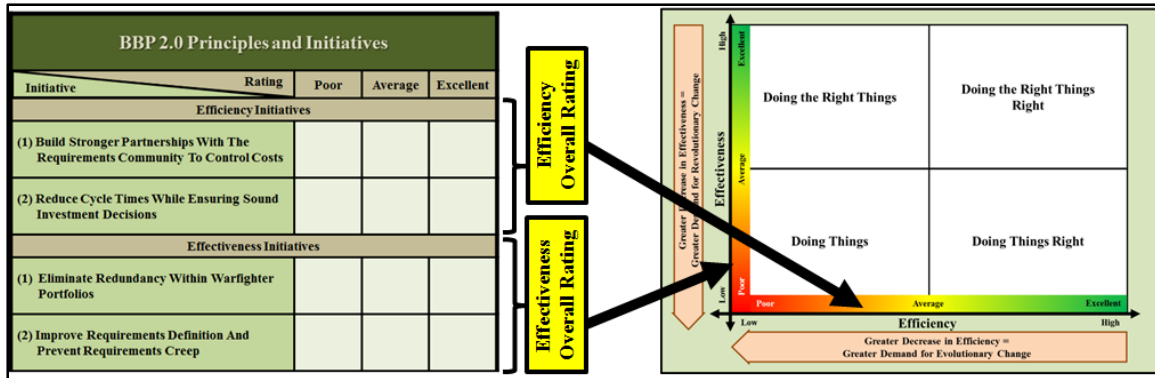 BBP 2.0 Principles and Initiatives
Rating
Initiative
Poor
Average
Excellent
Efficiency Initiatives
(1) Build Stronger Partnerships With The
Requirements Community To Control Costs
(2) Reduce Cycle Times While Ensuring Sound
Investment Decisions
Effectiveness Initiatives
(1) Eliminate Redundancy Within Warfighter
Portfolios
(2) Improve Requirements Definition And
Prevent Requirements Creep
Efficiency
Overall Rating
Effectiveness
Overall Rating
Greater Decrease in Effectiveness =
Greater Demand for Revolutionary Change
Effectiveness
High
Low
Excellent
Average
Poor
Doing the Right Things
Doing the Right Things
Right
Doing Things
Doing Things Right
Poor
Average
Excellent
Low
Efficiency
High
Greater Decrease in Efficiency =
Greater Demand for Evolutionary Change